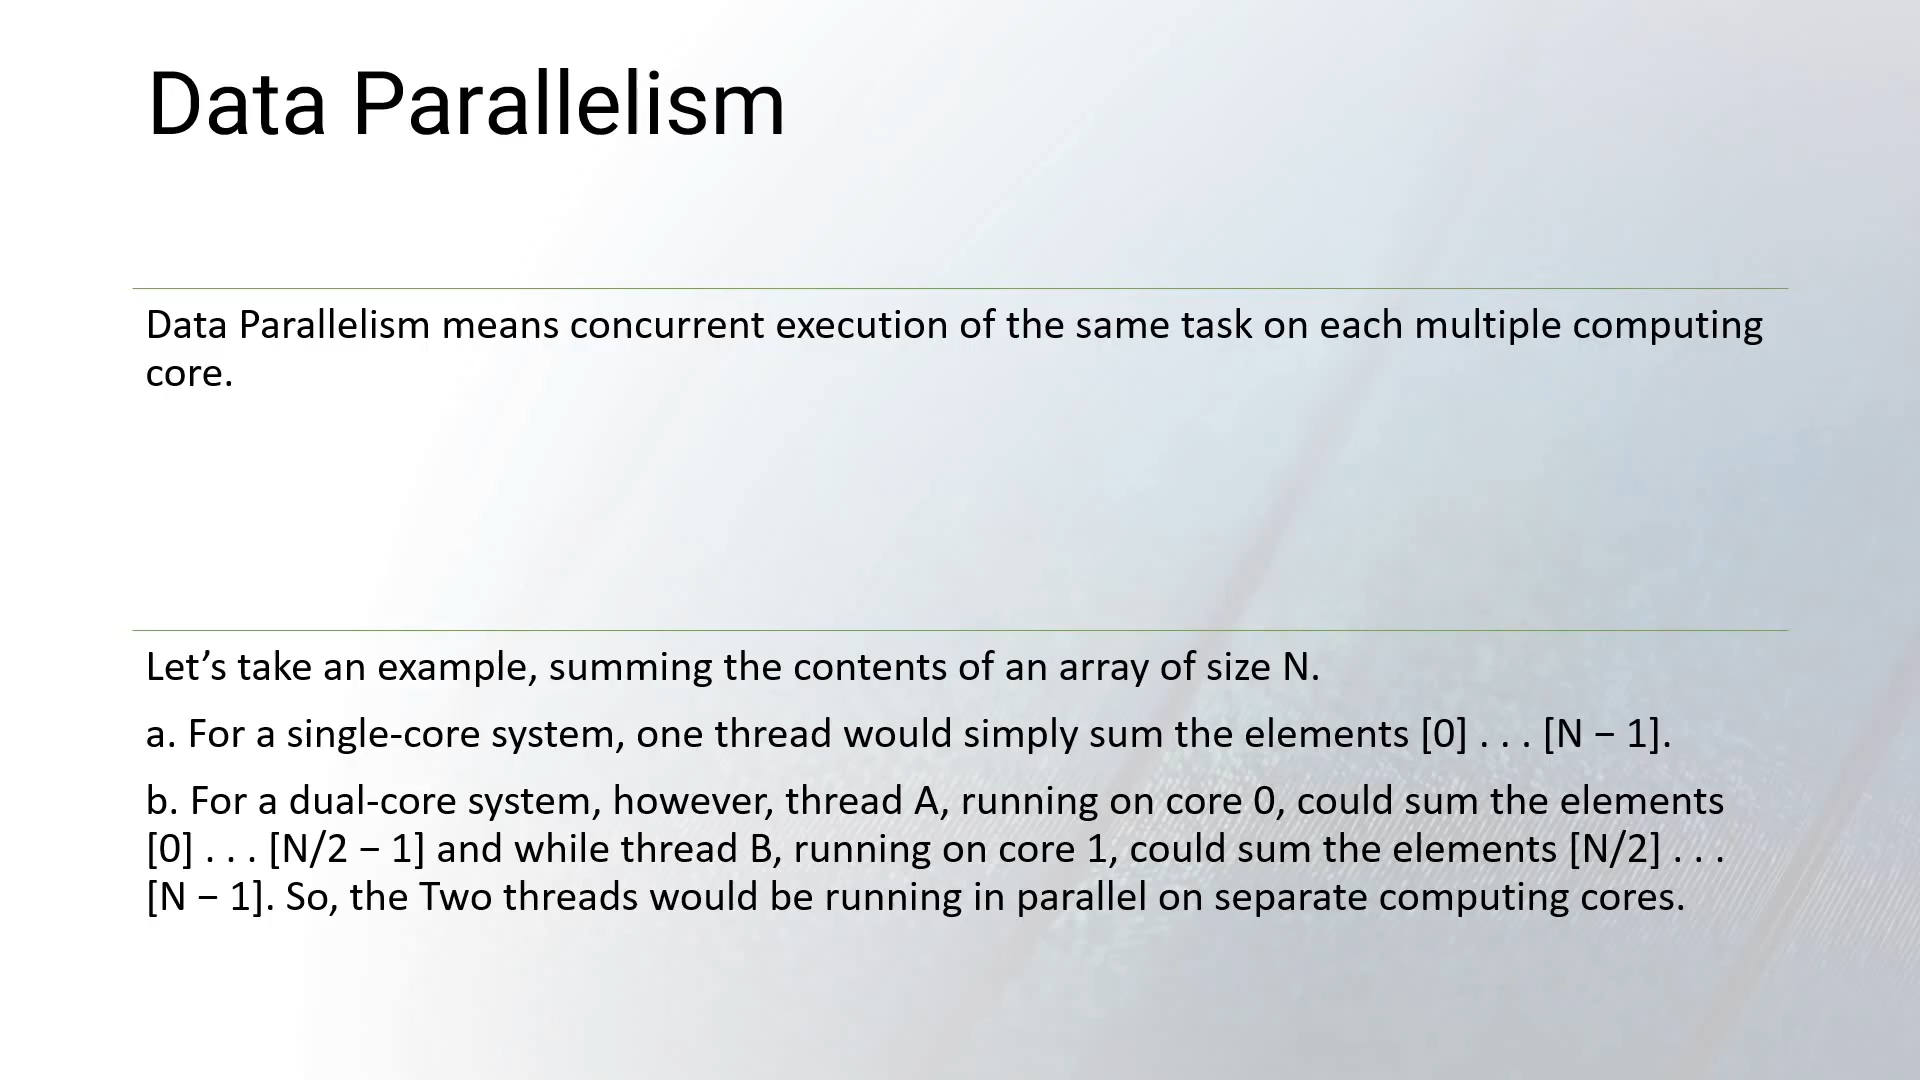 Data Parallelism
Data Parallelism means concurrent execution of the same task on each multiple computing
core.
Let’s take an example, summing the contents of an array of size N.
a. For a single-core system, one thread would simply sum the elements [0] . . . [N − 1].
b. For a dual-core system, however, thread A, running on core 0, could sum the elements
[0] . . . [N/2 − 1] and while thread B, running on core 1, could sum the elements [N/2] . . .
[N − 1]. So, the Two threads would be running in parallel on separate computing cores.